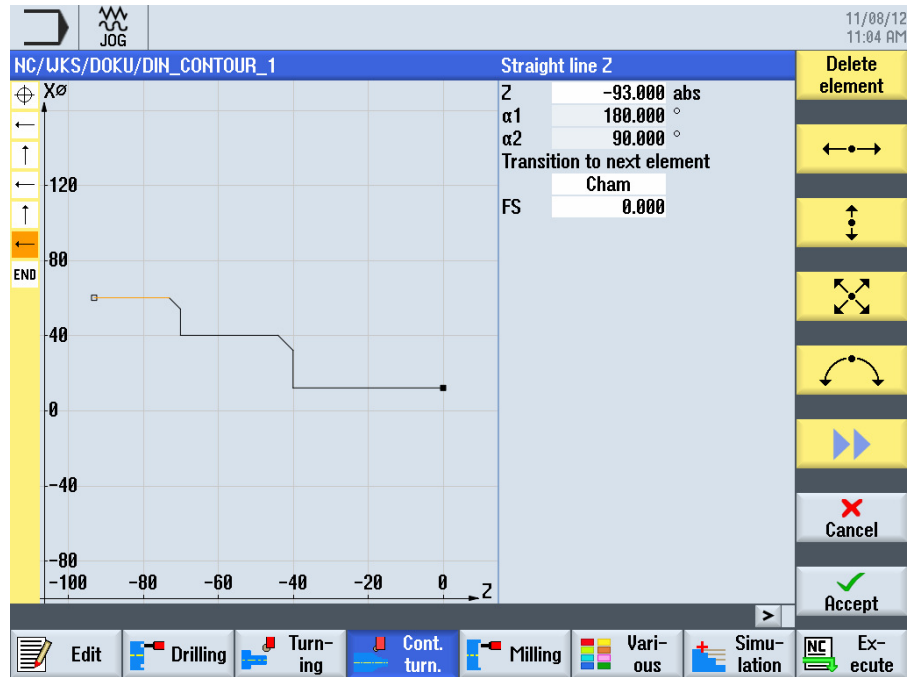 JOG
11/08/12
11:04 AM
NC/WKS/DOKU/DIN_CONTOUR_1
Straight line Z
Delete
element
X⌀
Z -93.000 abs
α1 180.000 °
α2 90.000 °
Transition to next element
Cham
FS 0.000
END
120
80
40
0
-40
-80
-100 -80 -60 -40 -20 0 Z
Cancel
Accept
>
Edit
Drilling
Turn-
ing
Cont.
turn.
Milling
Vari-
ous
Simu-
lation
NC
Ex-
ecute